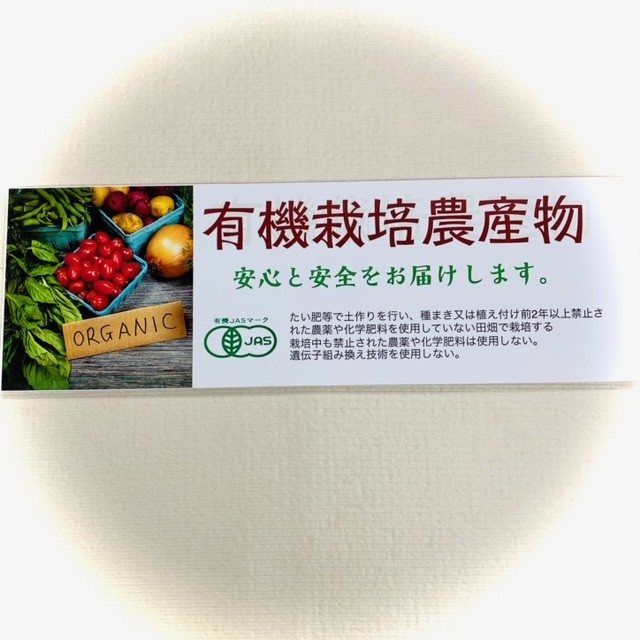 有機栽培農産物
安心と安全をお届けします。
ORGANIC
有機JASマーク
JAS
たい肥等で土作りを行い、種まき又は植え付け前2年以上禁止さ
れた農薬や化学肥料を使用していない田畑で栽培する
栽培中も禁止された農薬や化学肥料は使用しない。
遺伝子組み換え技術を使用しない。